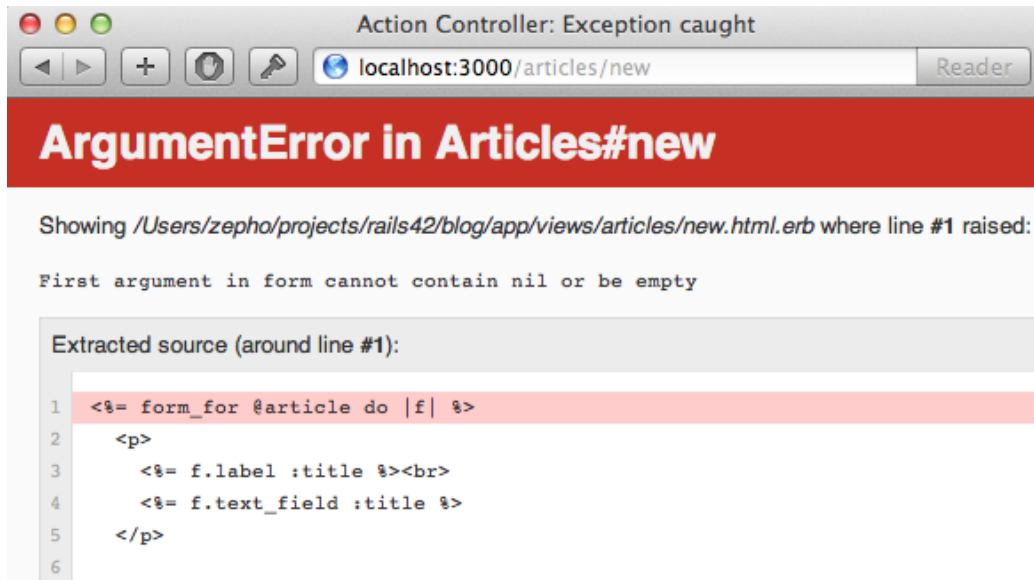 Action Controller: Exception caught
localhost:3000/articles/new
Reader
ArgumentError in Articles#new
Showing /Users/zepho/projects/rails42/blog/app/views/articles/new.html.erb where line #1 raised:
First argument in form cannot contain nil or be empty
Extracted source (around line #1):
1 <%= form_for @article do |f| %>
2 <p>
3 <%= f.label :title %><br>
4 <%= f.text_field :title %>
5 </p>
6